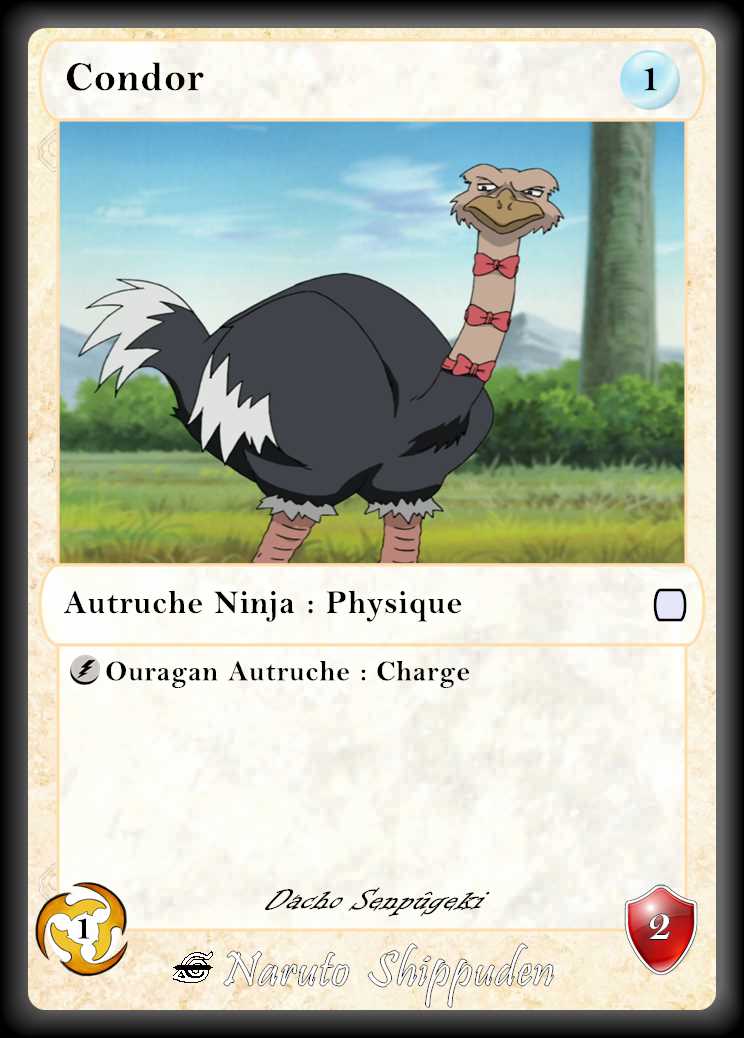 Condor
1
Autruche Ninja : Physique
Ouragan Autruche : Charge
Dacho Senpûgeki
1
2
Naruto Shippuden